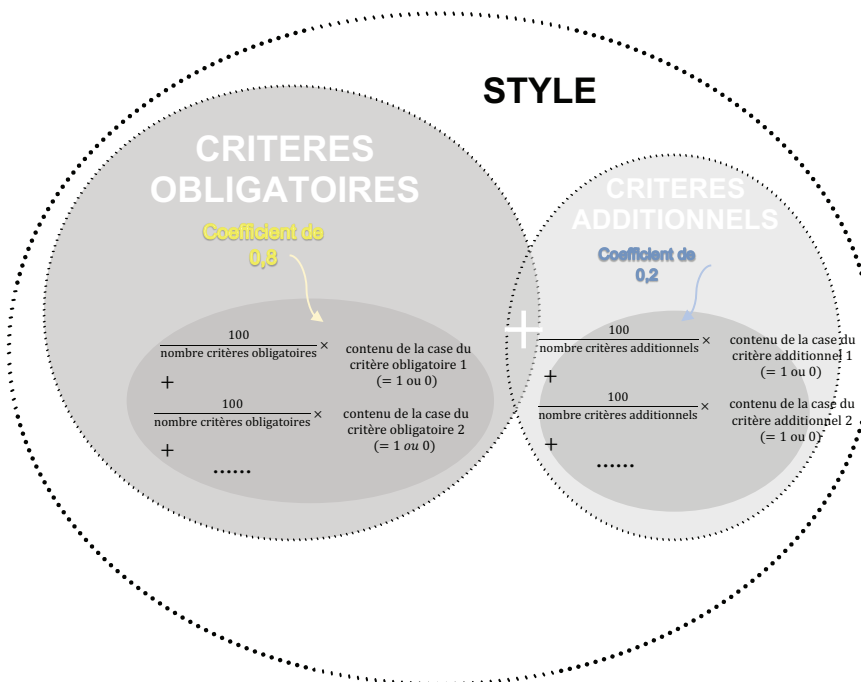 STYLE
CRITERES
OBLIGATOIRES
Coefficient de
0,8
100
nombre critères obligatoires
×
contenu de la case du
critère obligatoire 1
(= 1 ou 0)
+
100
nombre critères obligatoires
×
contenu de la case du
critère obligatoire 2
(= 1 ou 0)
+
......
+
CRITERES
ADDITIONNELS
Coefficient de
0,2
100
nombre critères additionnels
×
contenu de la case du
critère additionnel 1
(= 1 ou 0)
+
100
nombre critères additionnels
×
contenu de la case du
critère additionnel 2
(= 1 ou 0)
+
......